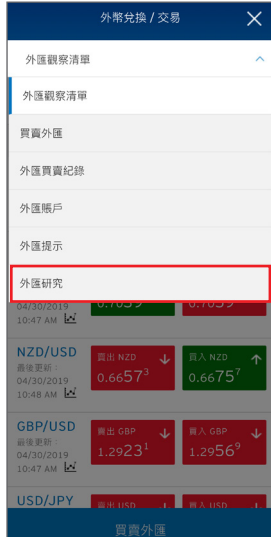 外幣兌換 / 交易
外匯觀察清單
外匯觀察清單
買賣外匯
外匯買賣紀錄
外匯賬戶
外匯提示
外匯研究
04/30/2019
10:47 AM
NZD/USD
最後更新：
04/30/2019
10:48 AM
賣出 NZD
0.6657³
買入 NZD
0.6675⁷
GBP/USD
最後更新：
04/30/2019
10:47 AM
賣出 GBP
1.2923¹
買入 GBP
1.2956⁹
USD/JPY
賣出 USD
買入 USD
買賣外匯